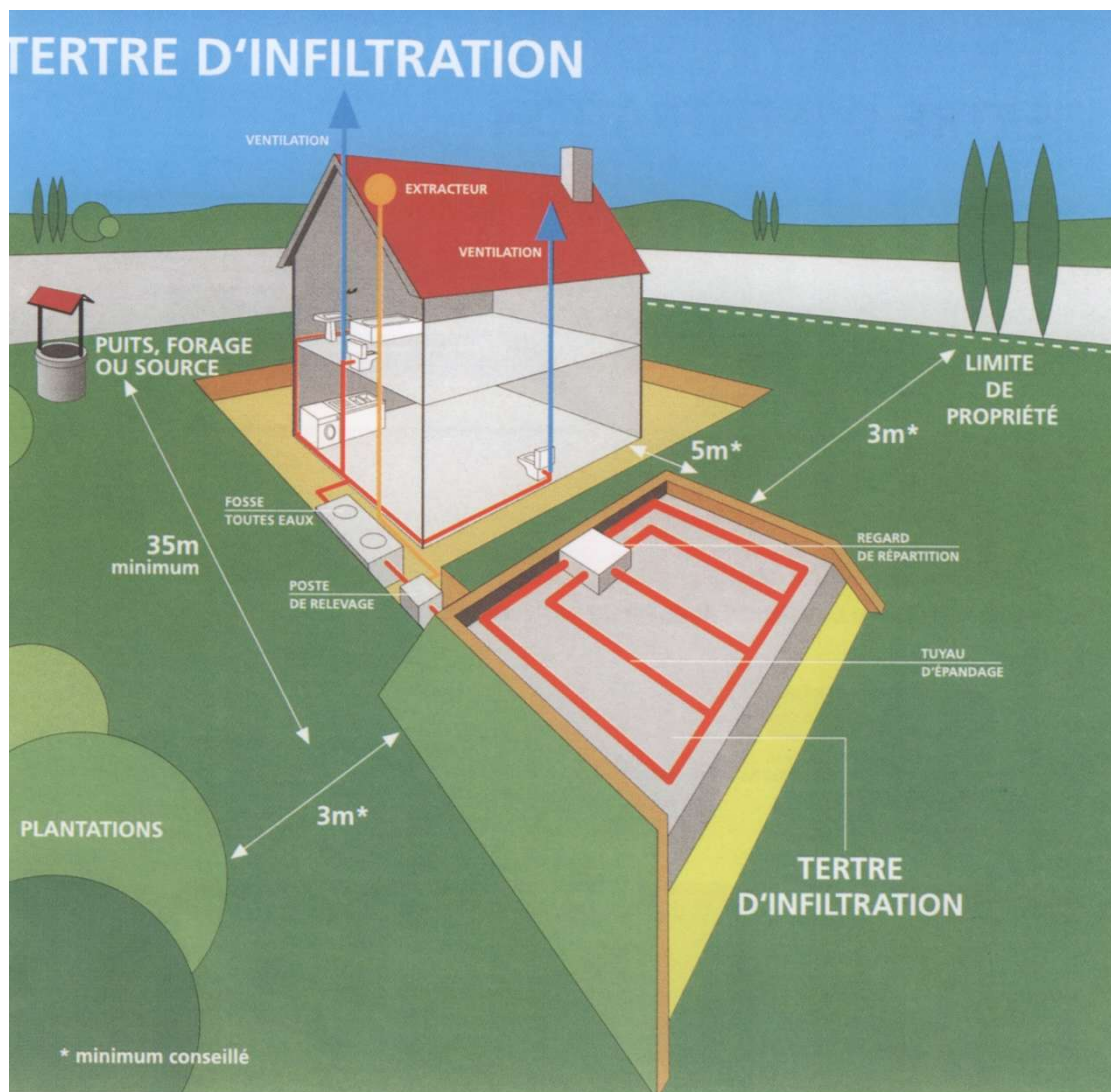 TERTRE D'INFILTRATION
VENTILATION
EXTRACTEUR
VENTILATION
PUITS, FORAGE
OU SOURCE
LIMITE
DE
PROPRIÉTÉ
3m*
5m*
FOSSE
TOUTES EAUX
35m
minimum
REGARD
DE RÉPARTITION
POSTE
DE RELEVAGE
TUYAU
D'ÉPANDAGE
3m*
PLANTATIONS
TERTRE
D'INFILTRATION
* minimum conseillé